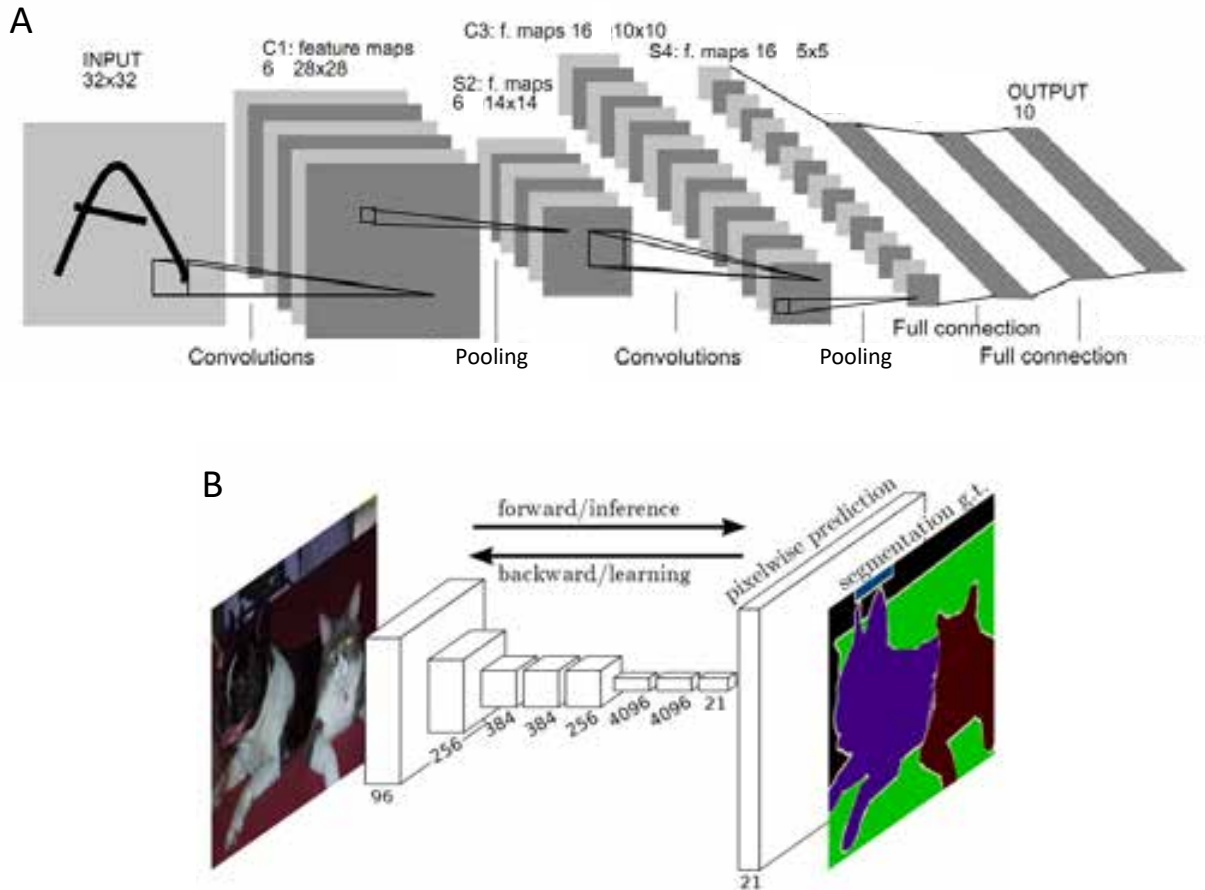 A
INPUT
32x32
C1: feature maps
6 28x28
S2: f. maps
6 14x14
C3: f. maps 16 10x10
S4: f. maps 16 5x5
OUTPUT
10
Convolutions
Pooling
Convolutions
Pooling
Full connection
Full connection
B
forward/inference
backward/learning
pixelwise prediction
segmentation g.t.
96
256
384
384
256
4096
4096
21
21